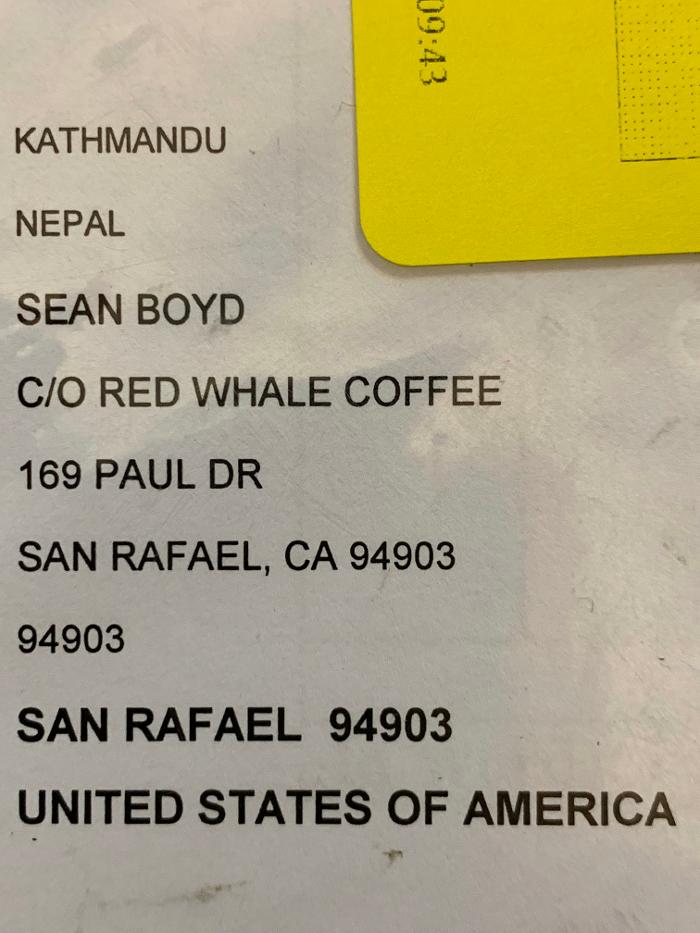 09:43
KATHMANDU
NEPAL
SEAN BOYD
C/O RED WHALE COFFEE
169 PAUL DR
SAN RAFAEL, CA 94903
94903
SAN RAFAEL 94903
UNITED STATES OF AMERICA